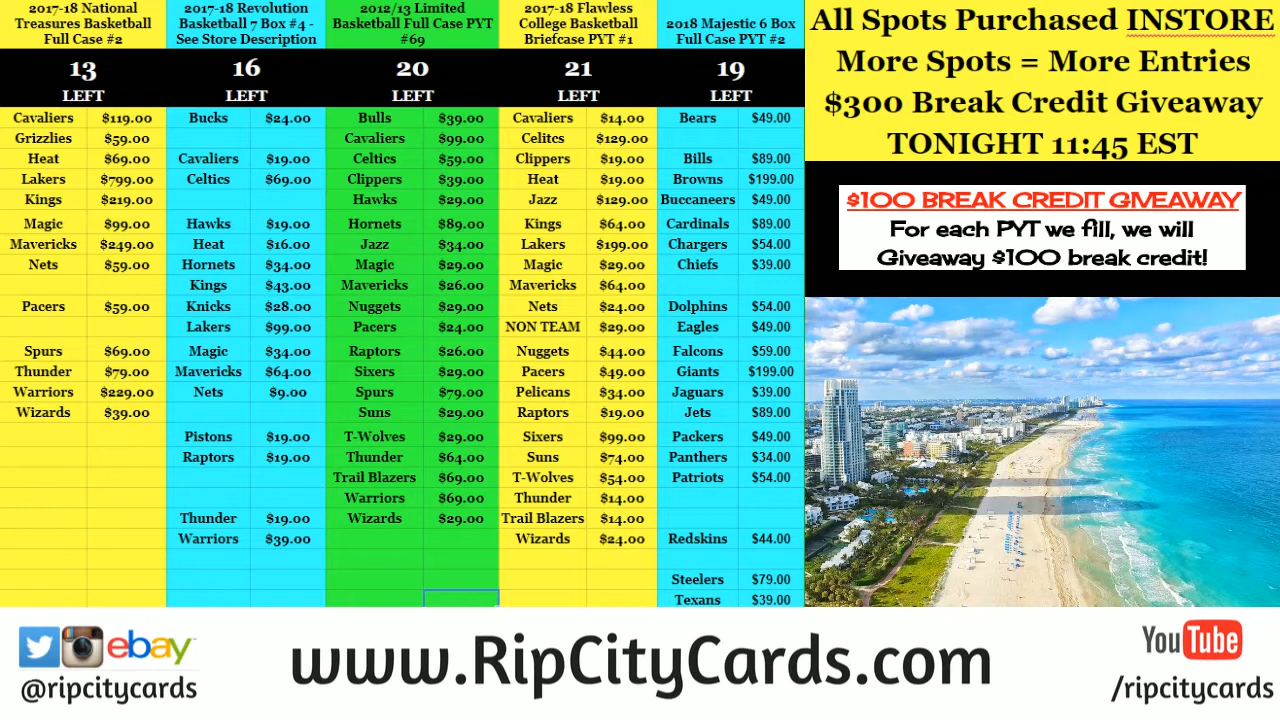 2017-18 National
Treasures Basketball
Full Case #2
13
LEFT
Cavaliers $119.00
Grizzlies $59.00
Heat $69.00
Lakers $799.00
Kings $219.00
Magic $99.00
Mavericks $249.00
Nets $59.00
Pacers $59.00
Spurs $69.00
Thunder $79.00
Warriors $229.00
Wizards $39.00
2017-18 Revolution
Basketball 7 Box #4 -
See Store Description
16
LEFT
Bucks $24.00
Cavaliers $19.00
Celtics $69.00
Hawks $19.00
Heat $16.00
Hornets $34.00
Kings $43.00
Knicks $28.00
Lakers $99.00
Magic $34.00
Mavericks $64.00
Nets $9.00
Pistons $19.00
Raptors $19.00
Thunder $19.00
Warriors $39.00
2012/13 Limited
Basketball Full Case PYT
#69
20
LEFT
Bulls $39.00
Cavaliers $99.00
Celtics $59.00
Clippers $39.00
Hawks $29.00
Hornets $89.00
Jazz $34.00
Magic $29.00
Mavericks $26.00
Nuggets $29.00
Pacers $24.00
Raptors $26.00
Sixers $29.00
Spurs $79.00
Suns $29.00
T-Wolves $29.00
Thunder $64.00
Trail Blazers $69.00
Warriors $69.00
Wizards $29.00
2017-18 Flawless
College Basketball
Briefcase PYT #1
21
LEFT
Cavaliers $14.00
Celitcs $129.00
Clippers $19.00
Heat $19.00
Jazz $129.00
Kings $64.00
Lakers $199.00
Magic $29.00
Mavericks $64.00
Nets $24.00
NON TEAM $29.00
Nuggets $44.00
Pacers $49.00
Pelicans $34.00
Raptors $19.00
Sixers $99.00
Suns $74.00
T-Wolves $54.00
Thunder $14.00
Trail Blazers $14.00
Wizards $24.00
2018 Majestic 6 Box
Full Case PYT #2
19
LEFT
Bears $49.00
Bills $89.00
Browns $199.00
Buccaneers $49.00
Cardinals $89.00
Chargers $54.00
Chiefs $39.00
Dolphins $54.00
Eagles $49.00
Falcons $59.00
Giants $199.00
Jaguars $39.00
Jets $89.00
Packers $49.00
Panthers $34.00
Patriots $54.00
Redskins $44.00
Steelers $79.00
Texans $39.00
All Spots Purchased INSTORE
More Spots = More Entries
$300 Break Credit Giveaway
TONIGHT 11:45 EST
$100 BREAK CREDIT GIVEAWAY
For each PYT we fill, we will
Giveaway $100 break credit!
ebay
@ripcitycards
www.RipCityCards.com
YouTube
/ripcitycards